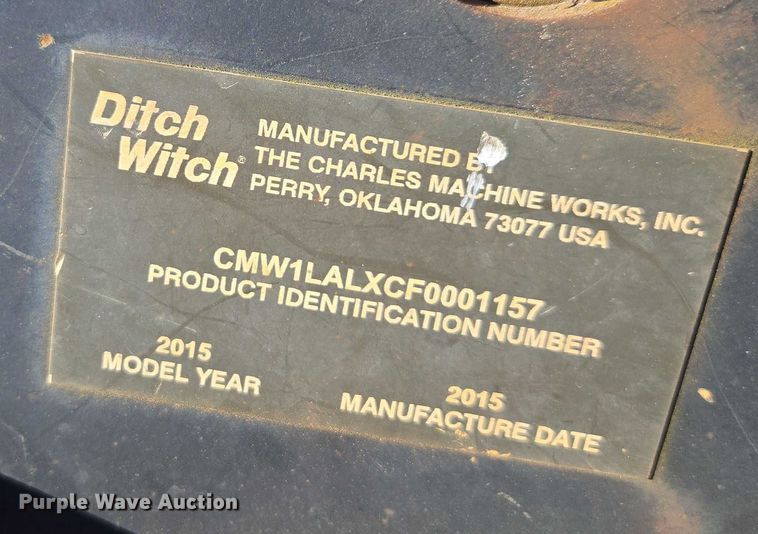 Ditch
Witch®
MANUFACTURED BY
THE CHARLES MACHINE WORKS, INC.
PERRY, OKLAHOMA 73077 USA
CMW1LALXCF0001157
PRODUCT IDENTIFICATION NUMBER
2015
MODEL YEAR
2015
MANUFACTURE DATE
Purple Wave Auction